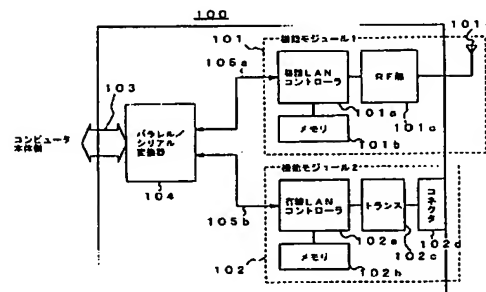 100
101
機能モジュール1
101
105a
103
無線LAN
コントローラ
RF部
コンピュータ
本体側
パラレル/
シリアル
変換器
101a
101c
メモリ
101b
104
機能モジュール2
105b
有線LAN
コントローラ
トランス
コネクタ
102a
102d
102c
メモリ
102
102b